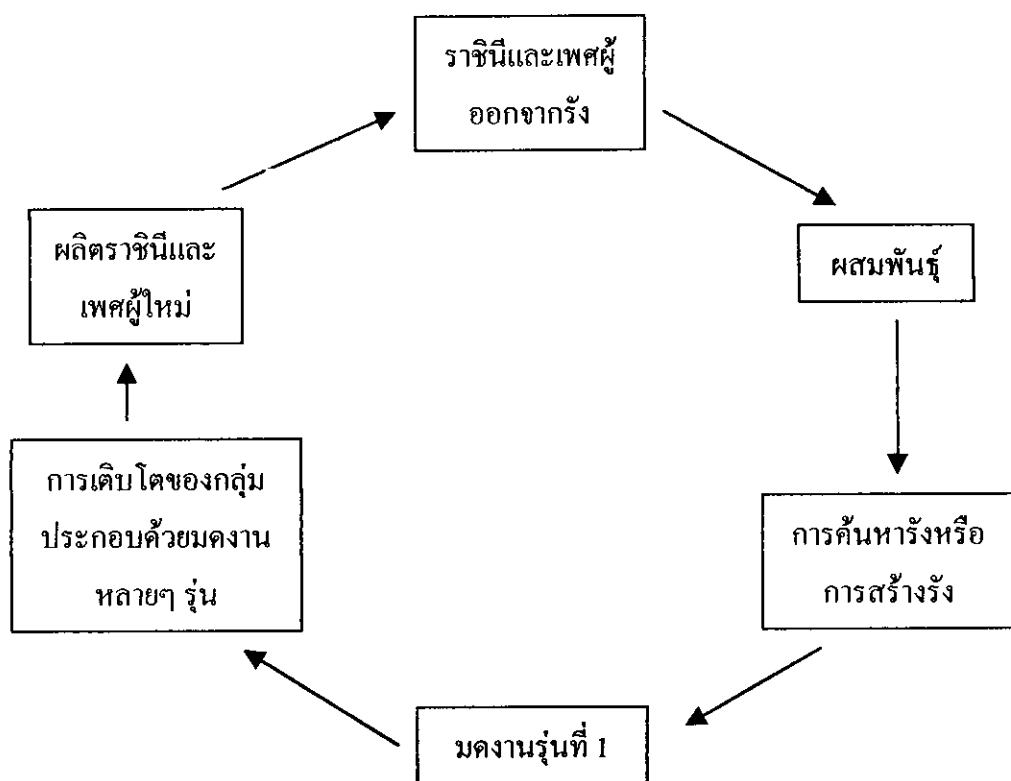 ราชินีและเพศผู้
ออกจากรัง
ผสมพันธุ์
การค้นหารังหรือ
การสร้างรัง
มดงานรุ่นที่ 1
การเติบโตของกลุ่ม
ประกอบด้วยมดงาน
หลายๆ รุ่น
ผลิตราชินีและ
เพศผู้ใหม่